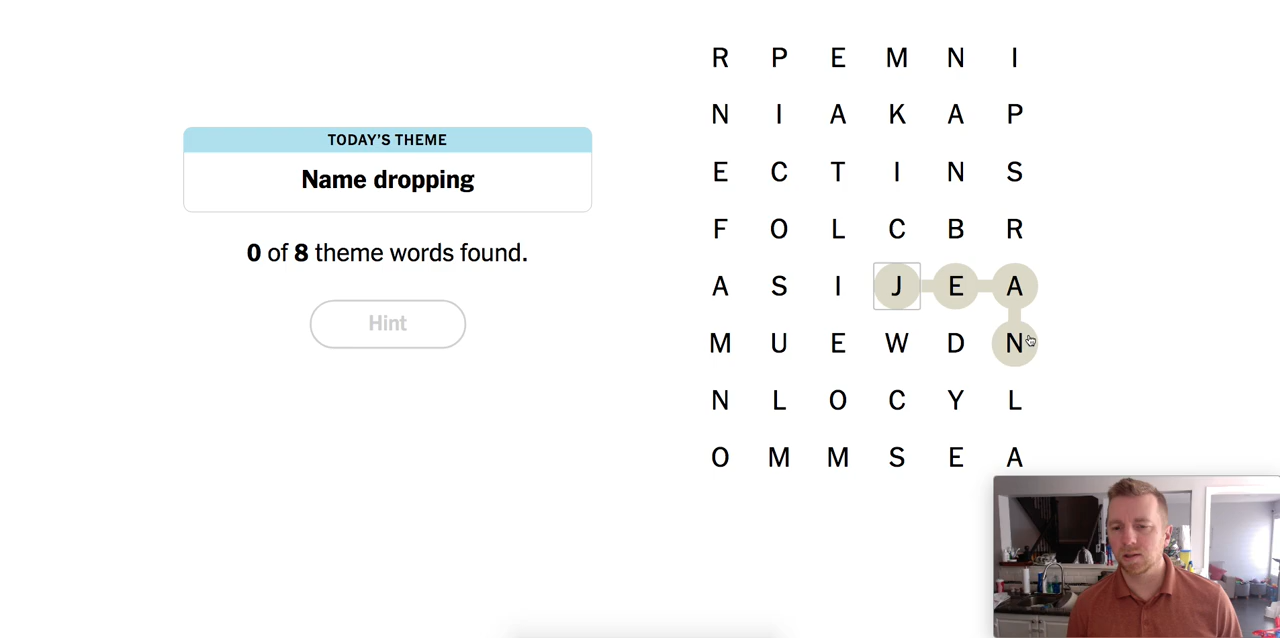 TODAY'S THEME
Name dropping
0 of 8 theme words found.
Hint
R P E M N I
N I A K A P
E C T I N S
F O L C B R
A S I J E A
M U E W D N
N L O C Y L
O M M S E A